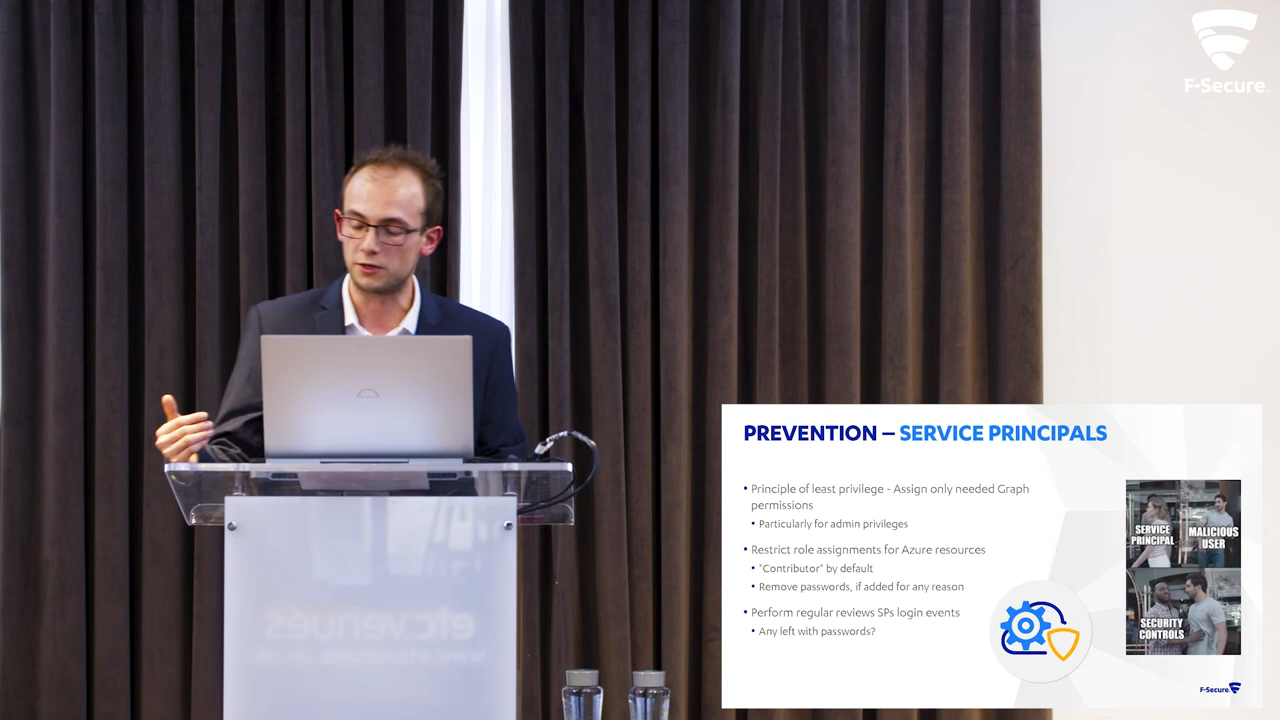 F-Secure.
PREVENTION – SERVICE PRINCIPALS
• Principle of least privilege - Assign only needed Graph
permissions
• Particularly for admin privileges
• Restrict role assignments for Azure resources
• "Contributor" by default
• Remove passwords, if added for any reason
• Perform regular reviews SPs login events
• Any left with passwords?
SERVICE
PRINCIPAL
MALICIOUS
USER
SECURITY
CONTROLS
F-Secure.